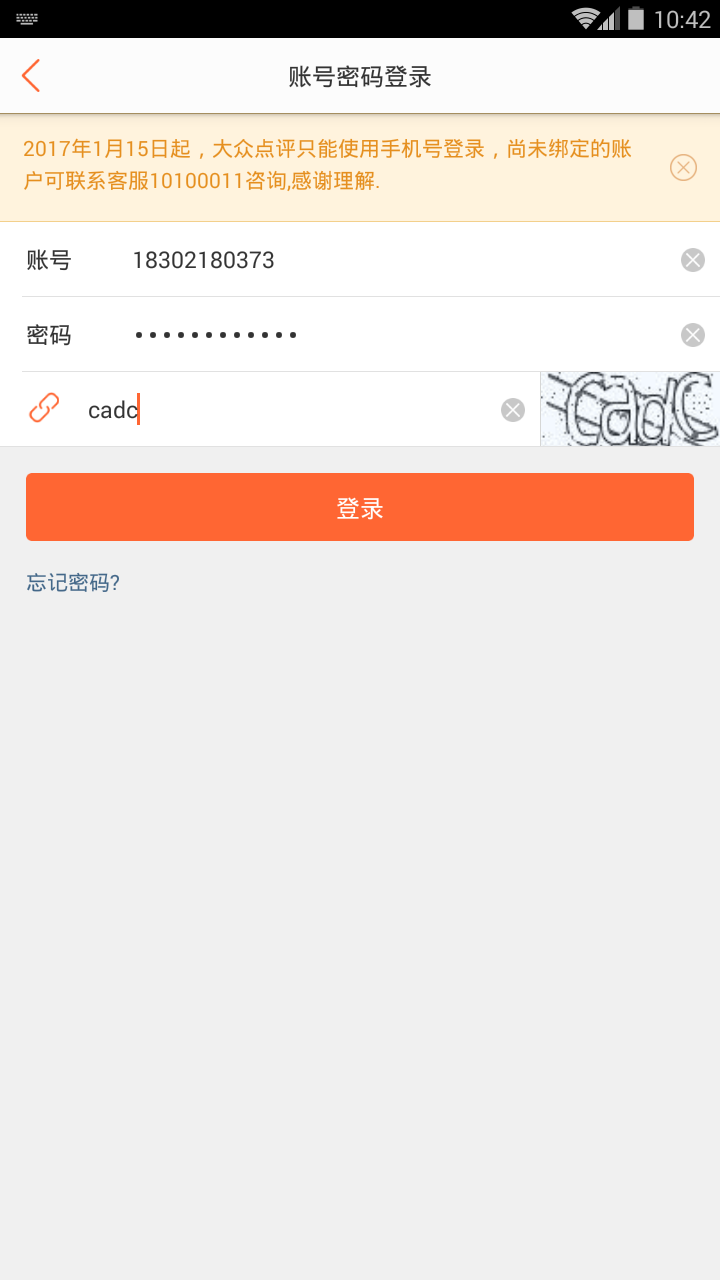 10:42
账号密码登录
2017年1月15日起，大众点评只能使用手机号登录，尚未绑定的账
户可联系客服10100011咨询,感谢理解.
账号 18302180373
密码 ••••••••••••
cadc CadC
登录
忘记密码?